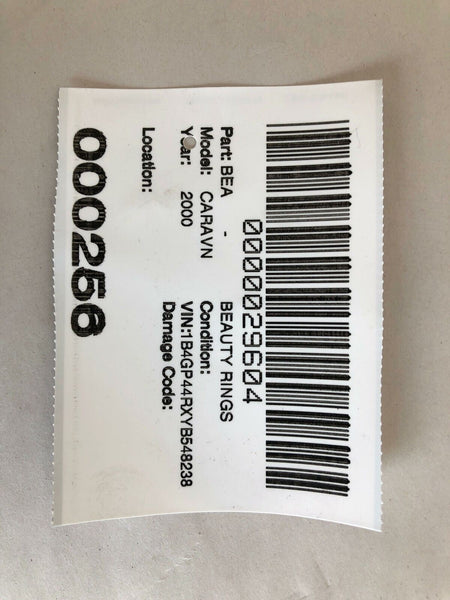 0000029604
Part: BEA - BEAUTY RINGS
Model: CARAVN Condition:
Year: 2000 VIN:1B4GP44RXYB548238
Damage Code:
Location:
000256